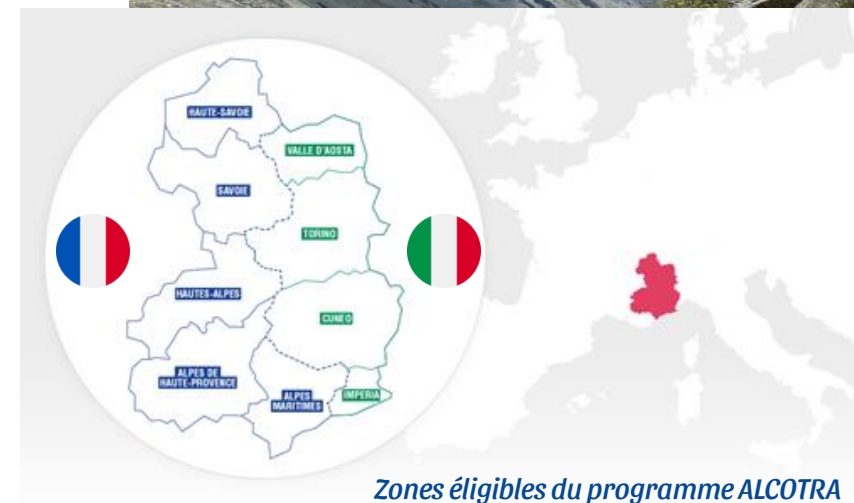 HAUTE-SAVOIE
VALLE D'AOSTA
SAVOIE
TORINO
HAUTES-ALPES
CUNEO
ALPES DE
HAUTE-PROVENCE
ALPES
MARITIMES
IMPERIA
Zones éligibles du programme ALCOTRA